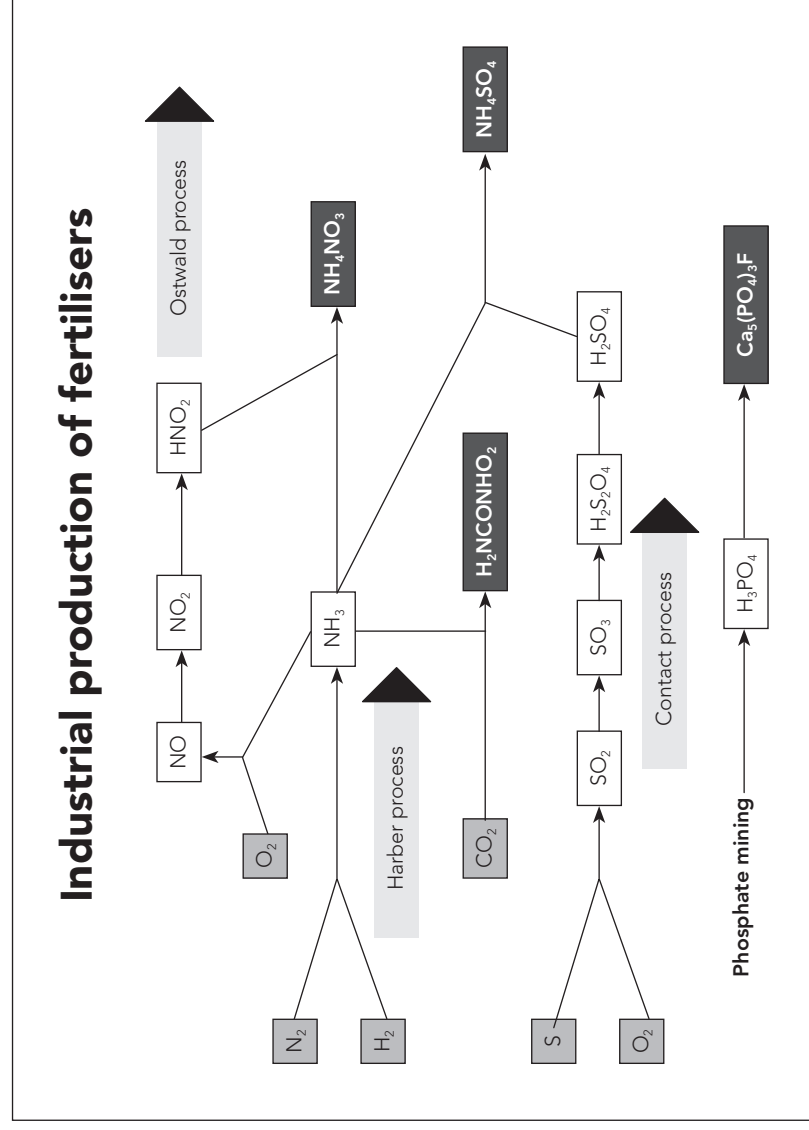 Industrial production of fertilisers
Ostwald process
NO
NO₂
HNO₂
O₂
N₂
H₂
NH₃
NH₄NO₃
Harber process
CO₂
H₂NCONHO₂
NH₄SO₄
S
O₂
SO₂
SO₃
H₂S₂O₄
H₂SO₄
Contact process
Phosphate mining
H₃PO₄
Ca₅(PO₄)₃F